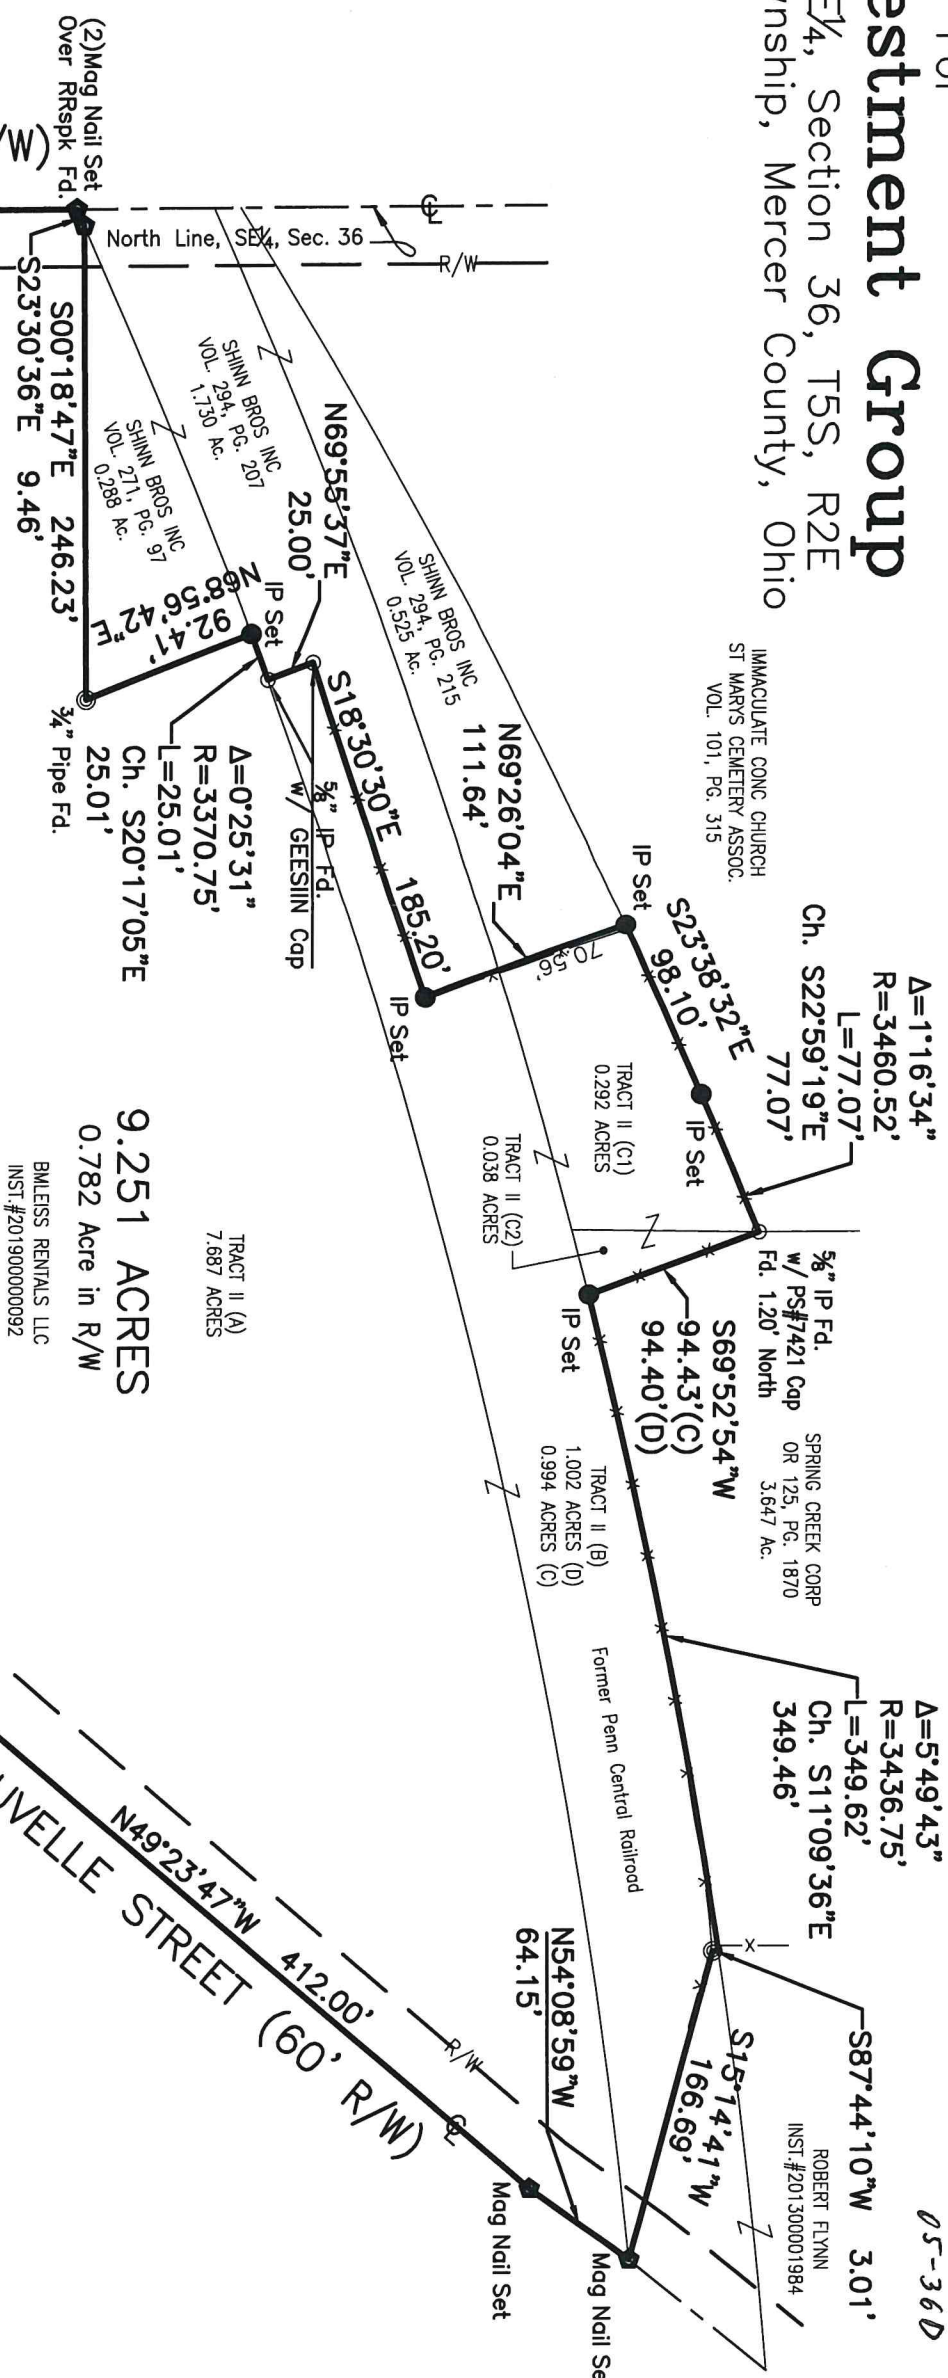 For
estment Group
E¼, Section 36, T5S, R2E
nship, Mercer County, Ohio
05-36D
(2)Mag Nail Set
Over RRspk Fd.
/W)
North Line, SE¼, Sec. 36
R/W
S23°30'36"E 9.46'
S00°18'47"E 246.23'
SHINN BROS INC
VOL. 294, PG. 207
1.730 Ac.
SHINN BROS INC
VOL. 271, PG. 97
0.288 Ac.
N69°55'37"E
25.00'
SHINN BROS INC
VOL. 294, PG. 215
0.525 Ac.
N68°56'42"E
92.41'
IP Set
¾" Pipe Fd.
Δ=0°25'31"
R=3370.75'
L=25.01'
Ch. S20°17'05"E
25.01'
⅝" IP Fd.
w/ GEESIIN Cap
S18°30'30"E 185.20'
IP Set
N69°26'04"E
111.64'
70.56'
IMMACULATE CONC CHURCH
ST MARYS CEMETERY ASSOC.
VOL. 101, PG. 315
IP Set
S23°38'32"E
98.10'
IP Set
Δ=1°16'34"
R=3460.52'
L=77.07'
Ch. S22°59'19"E
77.07'
TRACT II (C1)
0.292 ACRES
TRACT II (C2)
0.038 ACRES
⅝" IP Fd.
w/ PS#7421 Cap
Fd. 1.20' North
S69°52'54"W
94.43'(C)
94.40'(D)
IP Set
SPRING CREEK CORP
OR 125, PG. 1870
3.647 Ac.
TRACT II (A)
7.687 ACRES
9.251 ACRES
0.782 Acre in R/W
BMLEISS RENTALS LLC
INST.#201900000092
TRACT II (B)
1.002 ACRES (D)
0.994 ACRES (C)
Former Penn Central Railroad
Δ=5°49'43"
R=3436.75'
L=349.62'
Ch. S11°09'36"E
349.46'
S87°44'10"W 3.01'
ROBERT FLYNN
INST.#201300001984
S15°14'41"W
166.69'
N54°08'59"W
64.15'
N49°23'47"W 412.00'
R/W
UVELLE STREET (60' R/W)
Mag Nail Set
Mag Nail Se